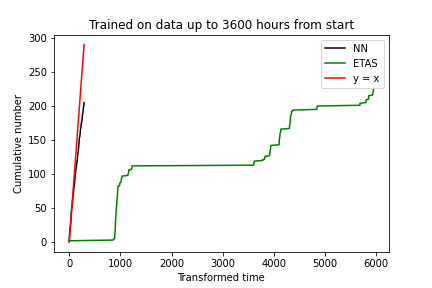 Trained on data up to 3600 hours from start
Cumulative number
300
250
200
150
100
50
0
NN
ETAS
y = x
0 1000 2000 3000 4000 5000 6000
Transformed time